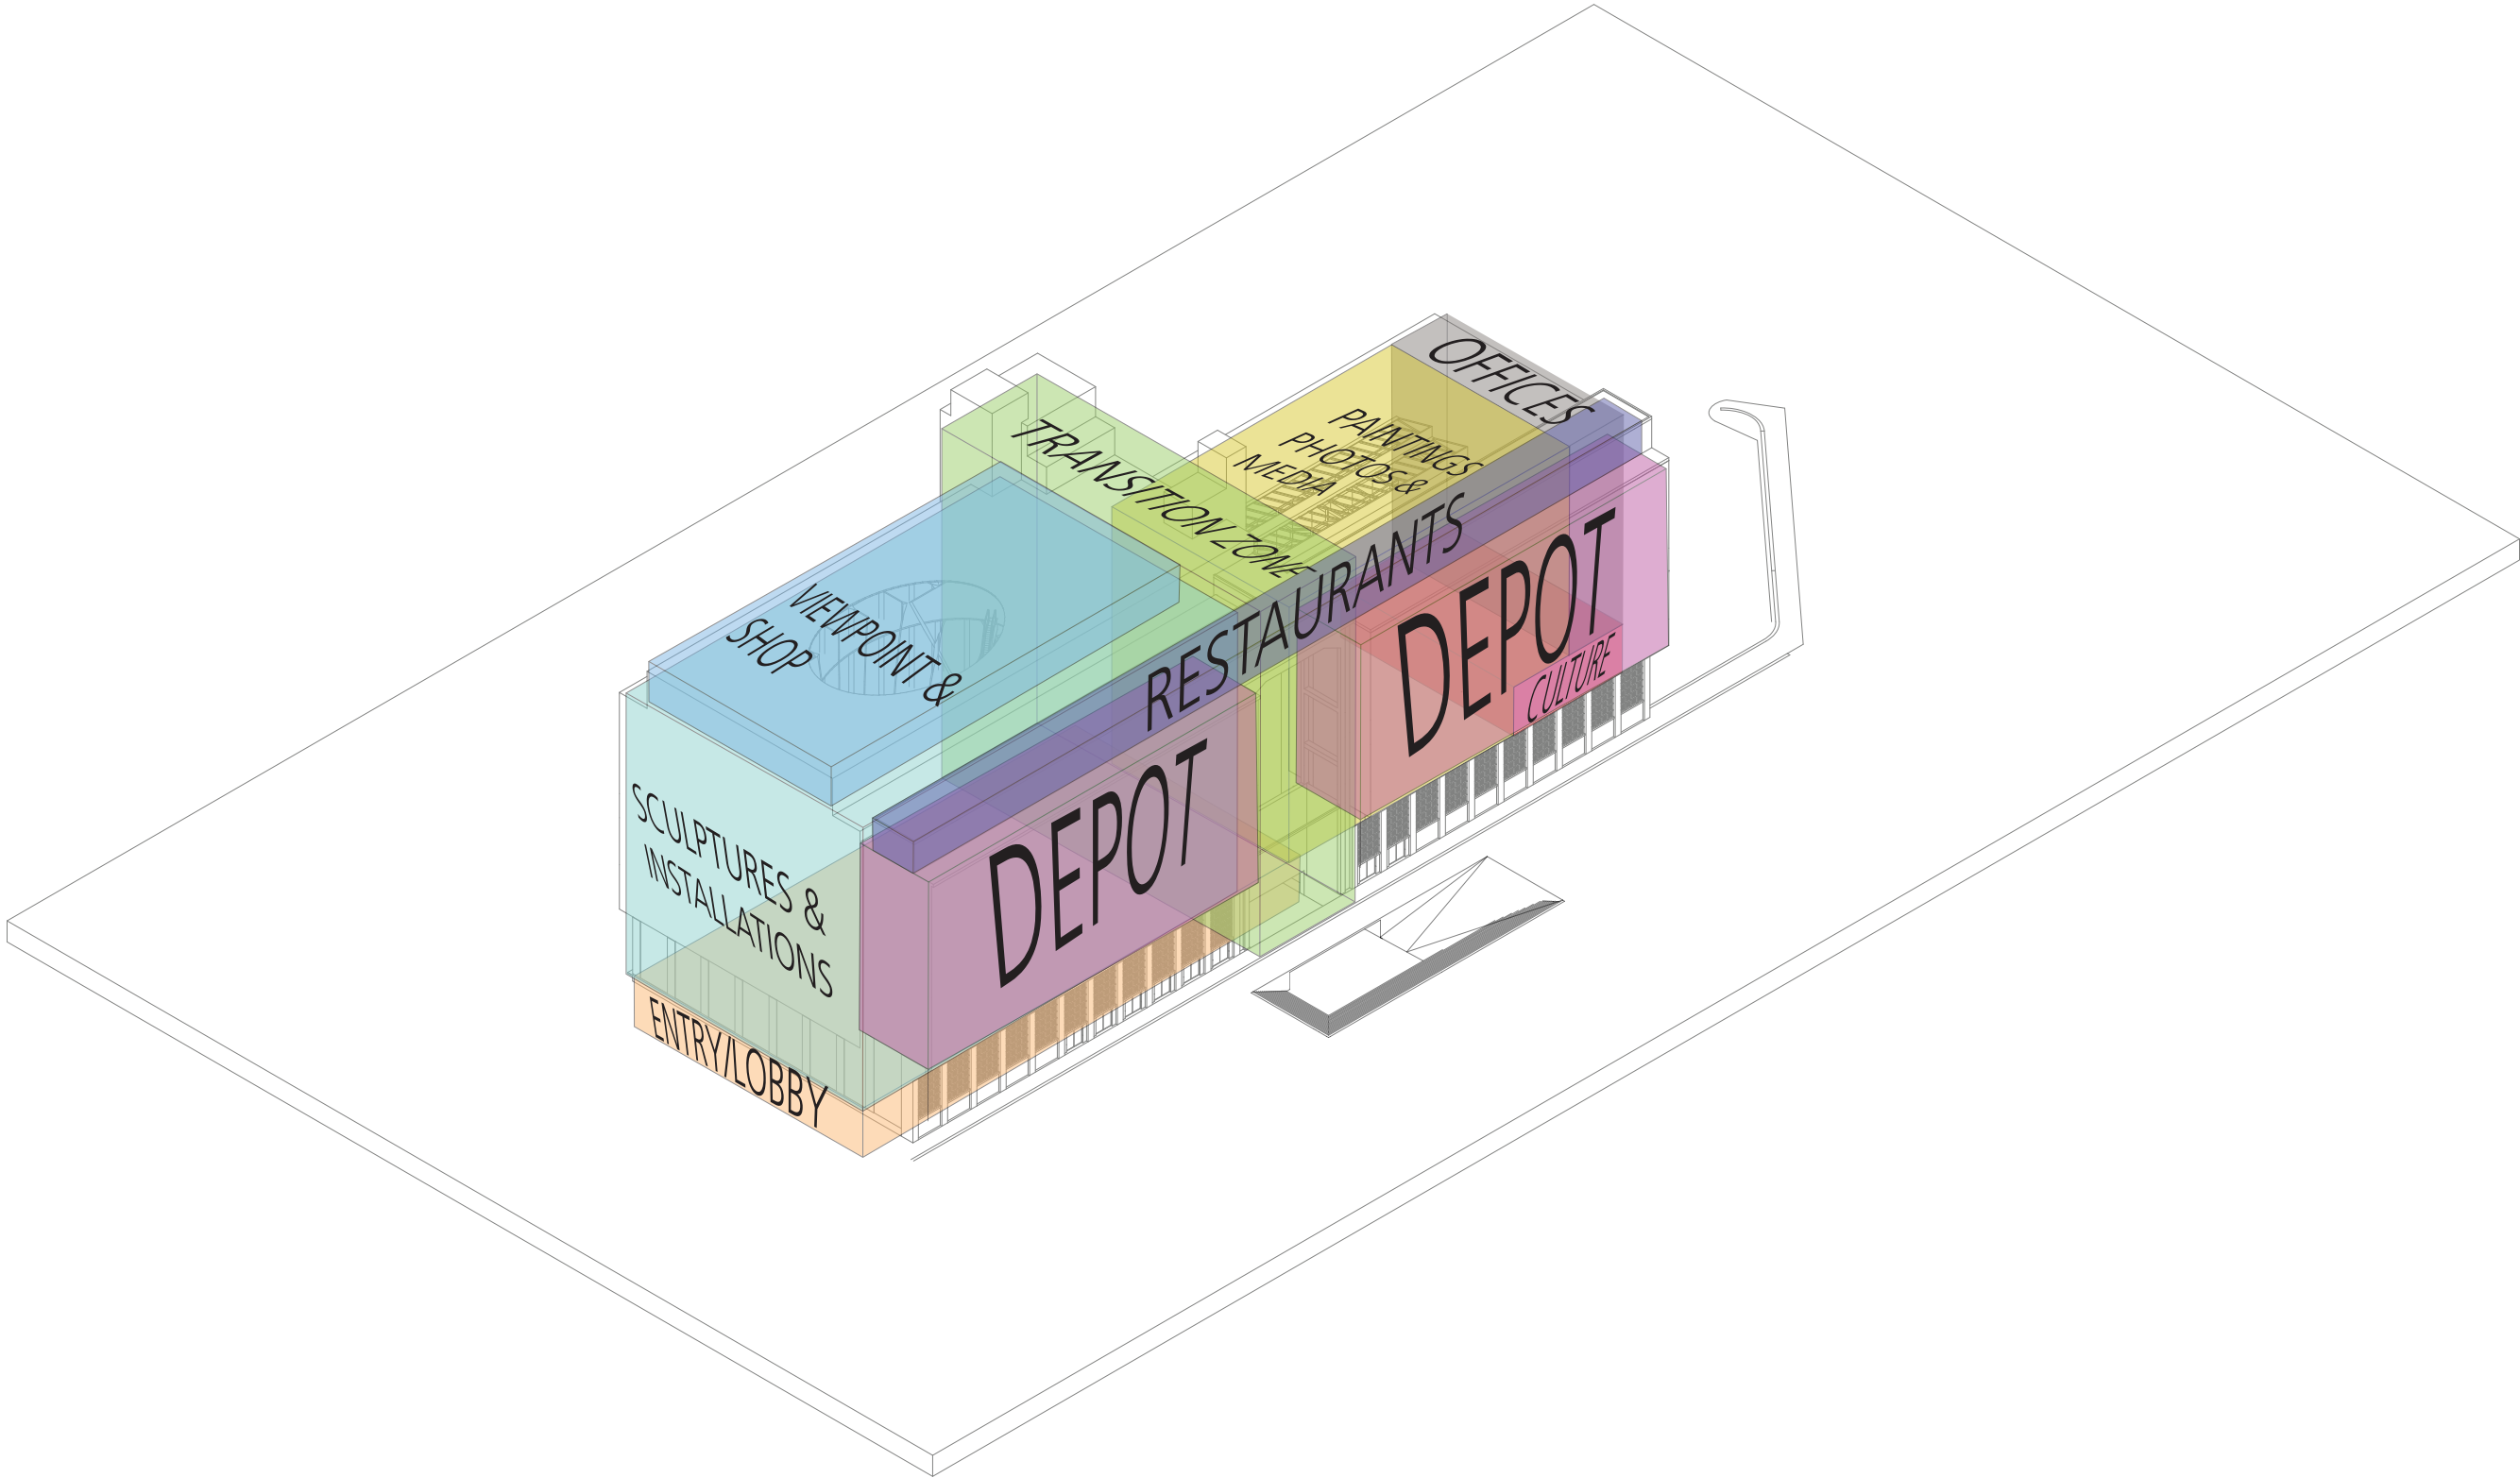 OFFICES
PAINTINGS
PHOTOS &
MEDIA
TRANSITION ZONE
RESTAURANTS
VIEWPOINT &
SHOP
DEPOT
CULTURE
DEPOT
SCULPTURES &
INSTALLATIONS
ENTRY/LOBBY